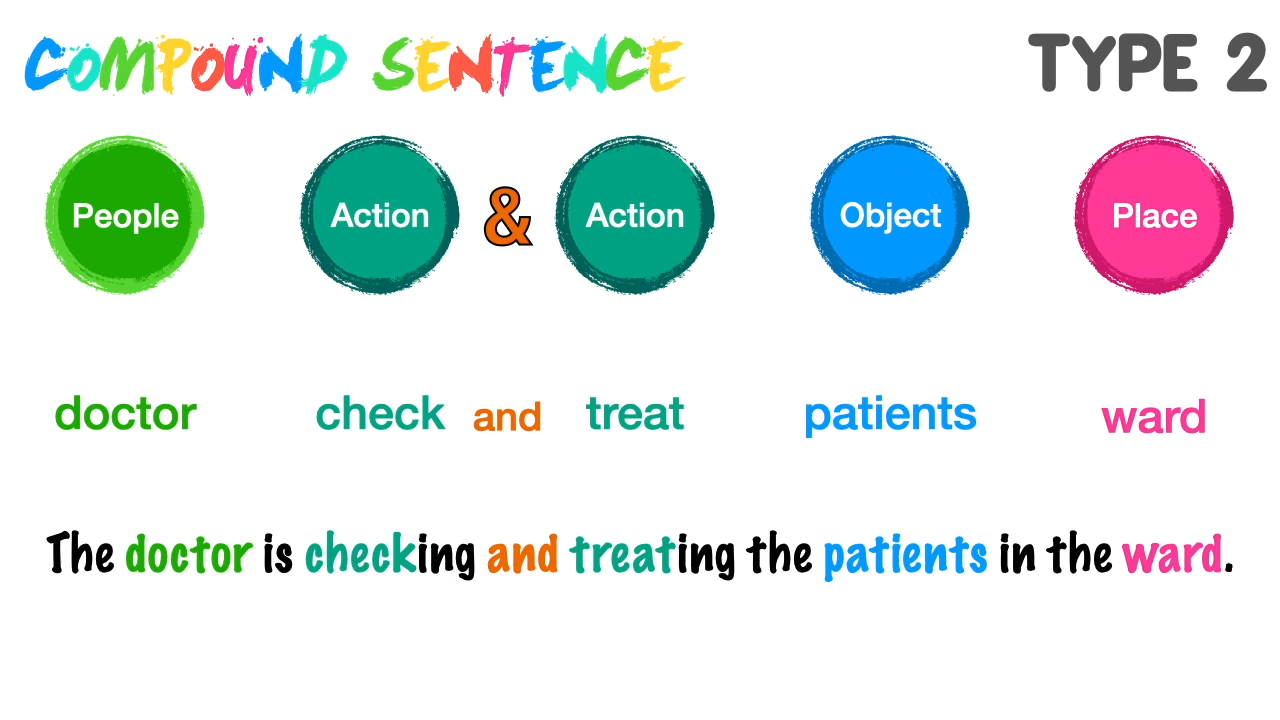 COMPOUND SENTENCE TYPE 2
People Action & Action Object Place
doctor check and treat patients ward
The doctor is checking and treating the patients in the ward.